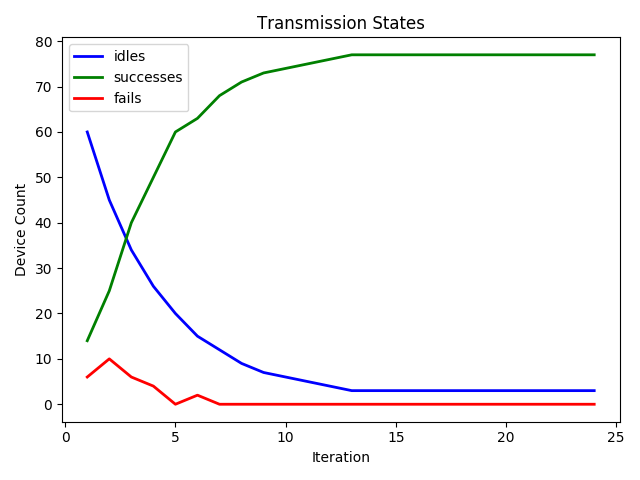 Transmission States
idles
successes
fails
80
70
60
50
40
30
20
10
0
Device Count
0 5 10 15 20 25
Iteration